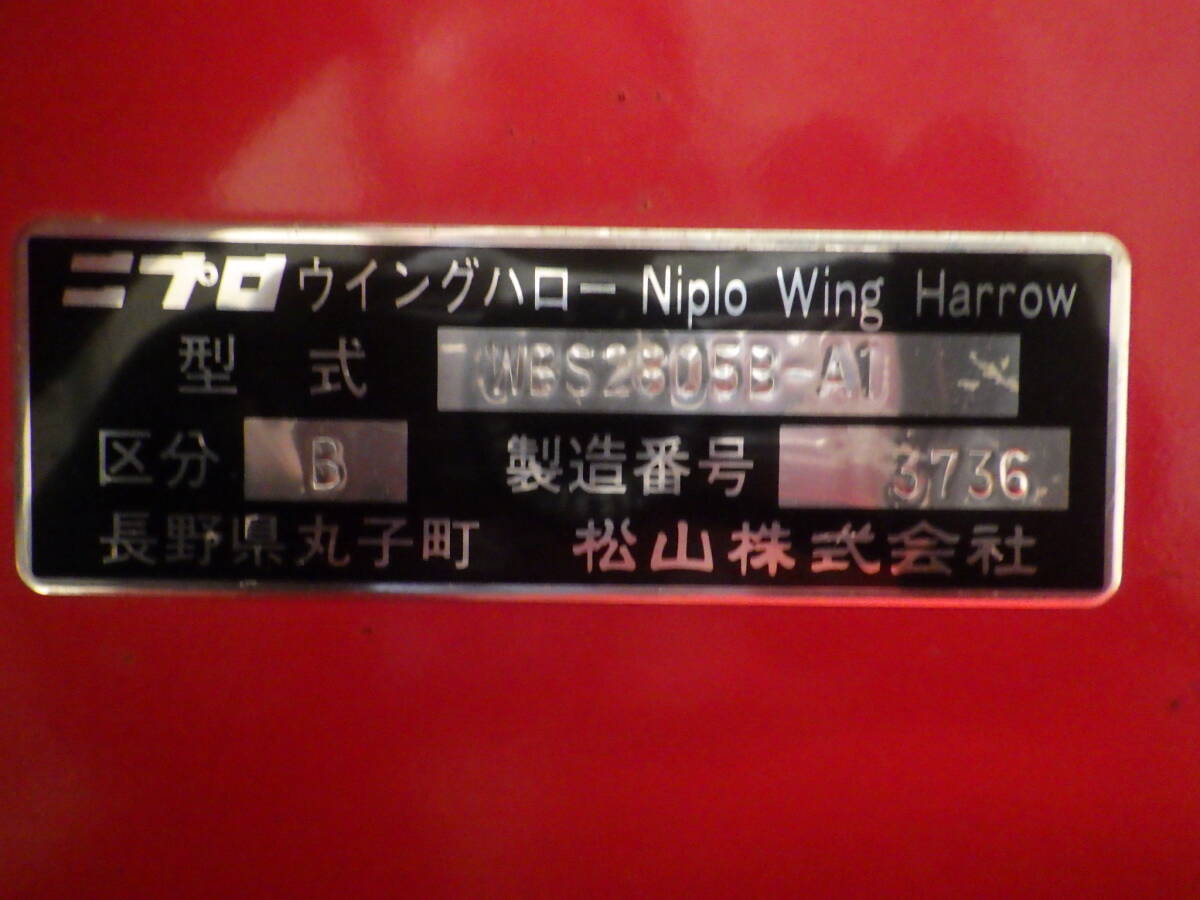 ニプロ ウイングハロー Niplo Wing Harrow
型式 WBS2805B-A1
区分 B 製造番号 3736
長野県丸子町 松山株式会社